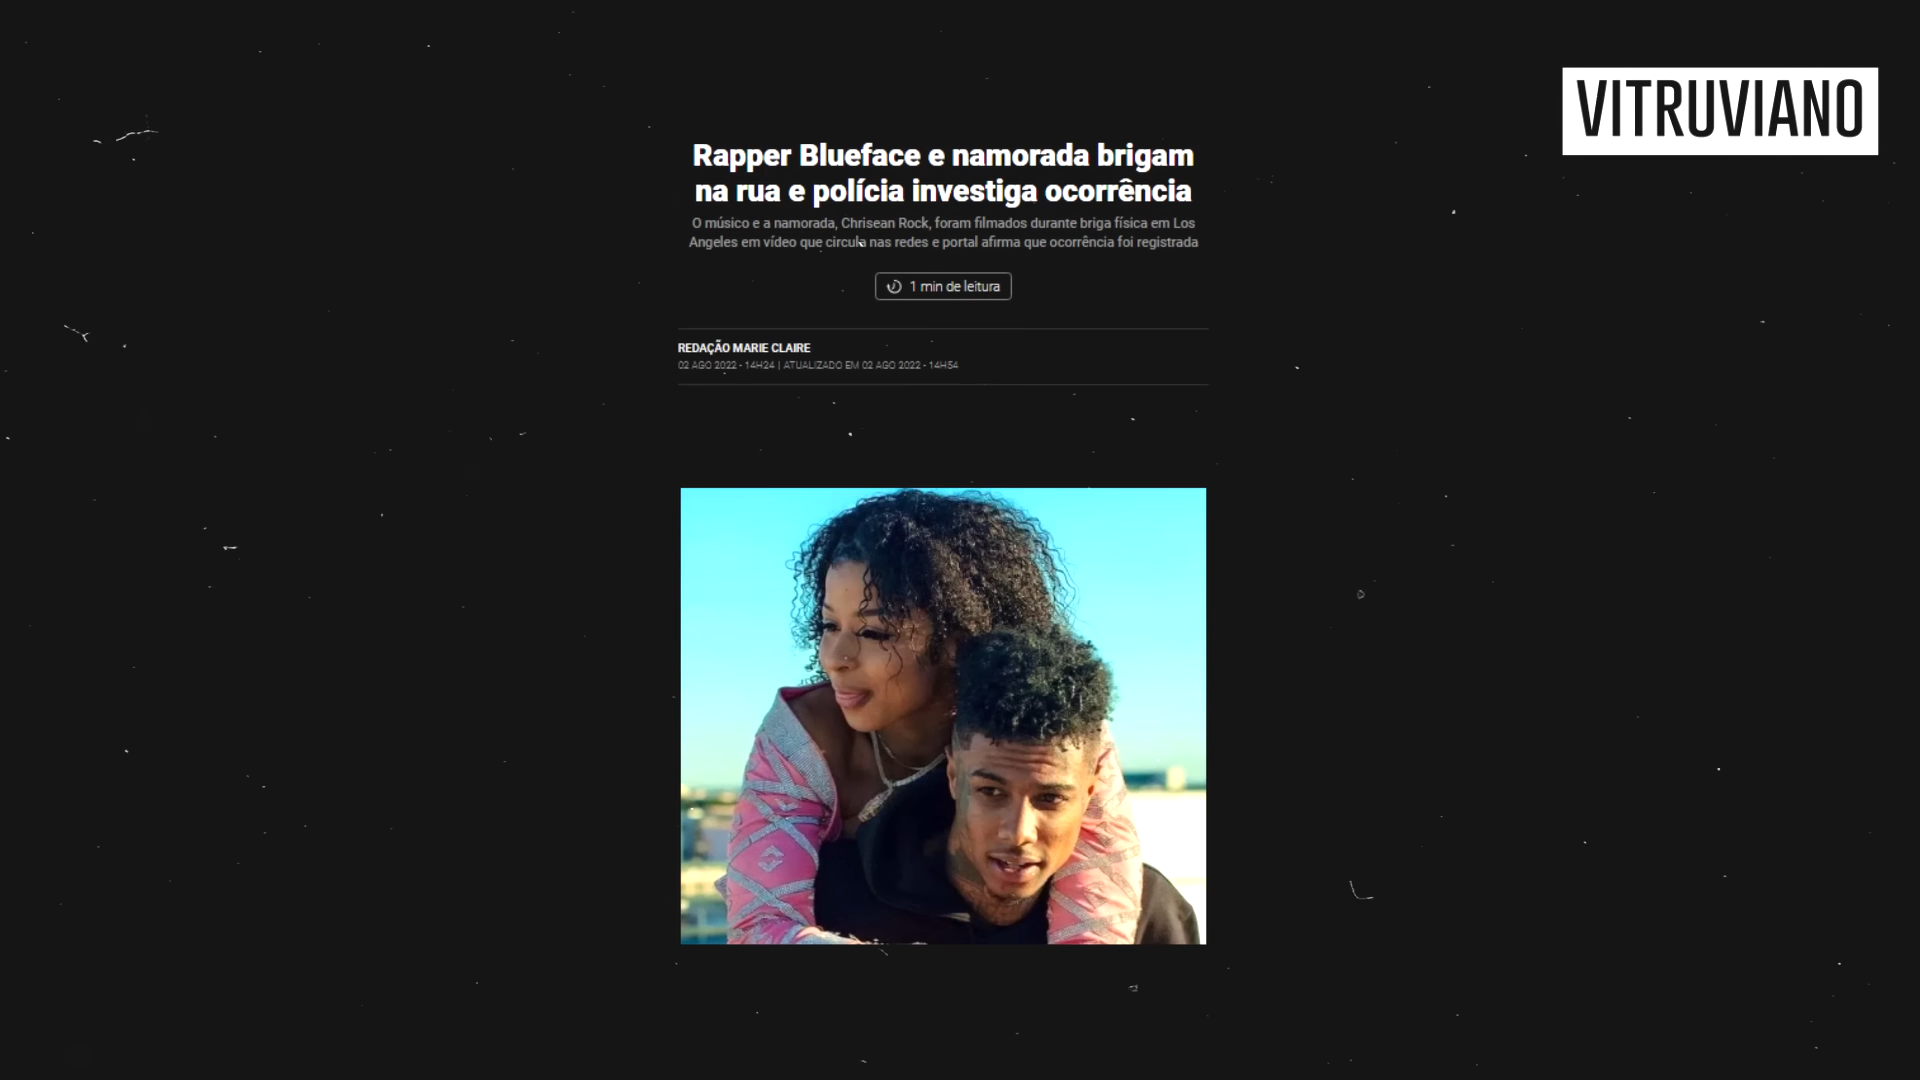 VITRUVIANO
Rapper Blueface e namorada brigam
na rua e polícia investiga ocorrência
O músico e a namorada, Chrisean Rock, foram filmados durante briga física em Los
Angeles em vídeo que circula nas redes e portal afirma que ocorrência foi registrada
1 min de leitura
REDAÇÃO MARIE CLAIRE
02 AGO 2022 - 14H24 | ATUALIZADO EM 02 AGO 2022 - 14H54